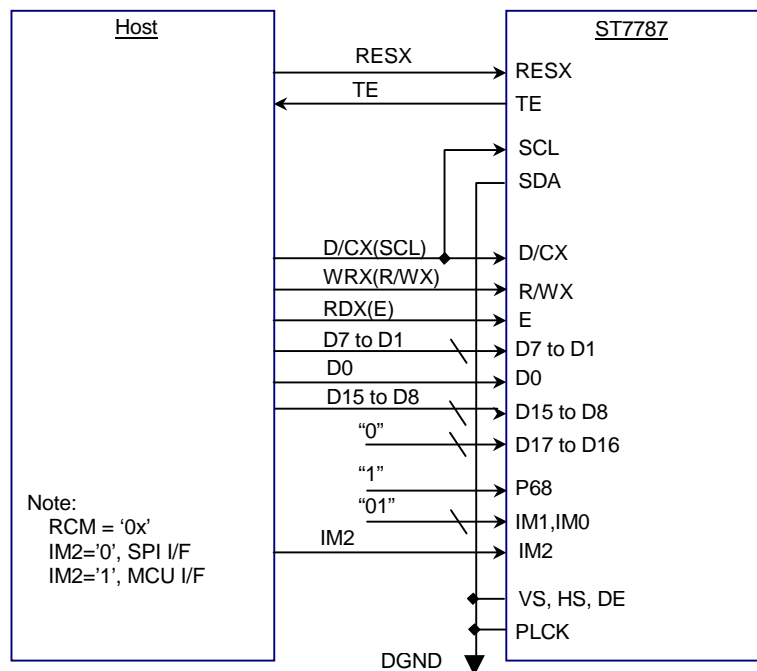 Host
ST7787
RESX
RESX
TE
TE
SCL
SDA
D/CX(SCL)
D/CX
WRX(R/WX)
R/WX
RDX(E)
E
D7 to D1
D7 to D1
D0
D0
D15 to D8
D15 to D8
“0”
D17 to D16
“1”
P68
“01”
IM1,IM0
IM2
IM2
Note:
RCM = ‘0x’
IM2=’0’, SPI I/F
IM2=’1’, MCU I/F
VS, HS, DE
PLCK
DGND